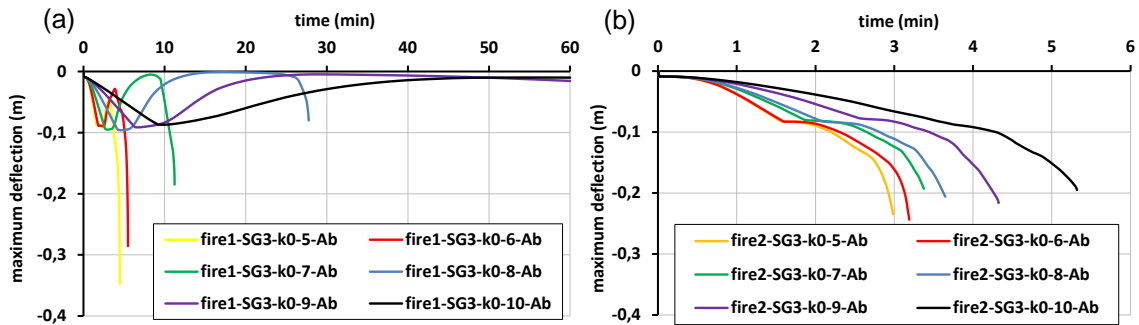 (a)
time (min)
0 10 20 30 40 50 60
0
-0,1
-0,2
-0,3
-0,4
maximum deflection (m)
fire1-SG3-k0-5-Ab fire1-SG3-k0-6-Ab
fire1-SG3-k0-7-Ab fire1-SG3-k0-8-Ab
fire1-SG3-k0-9-Ab fire1-SG3-k0-10-Ab
(b)
time (min)
0 1 2 3 4 5 6
0
-0,1
-0,2
-0,3
-0,4
maximum deflection (m)
fire2-SG3-k0-5-Ab fire2-SG3-k0-6-Ab
fire2-SG3-k0-7-Ab fire2-SG3-k0-8-Ab
fire2-SG3-k0-9-Ab fire2-SG3-k0-10-Ab